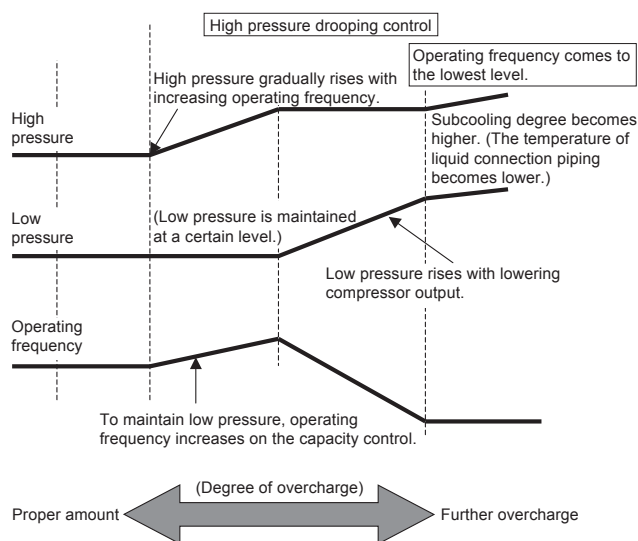 High pressure drooping control
Operating frequency comes to
the lowest level.
High pressure gradually rises with
increasing operating frequency.
High
pressure
Subcooling degree becomes
higher. (The temperature of
liquid connection piping
becomes lower.)
Low
pressure
(Low pressure is maintained
at a certain level.)
Low pressure rises with lowering
compressor output.
Operating
frequency
To maintain low pressure, operating
frequency increases on the capacity control.
(Degree of overcharge)
Proper amount
Further overcharge